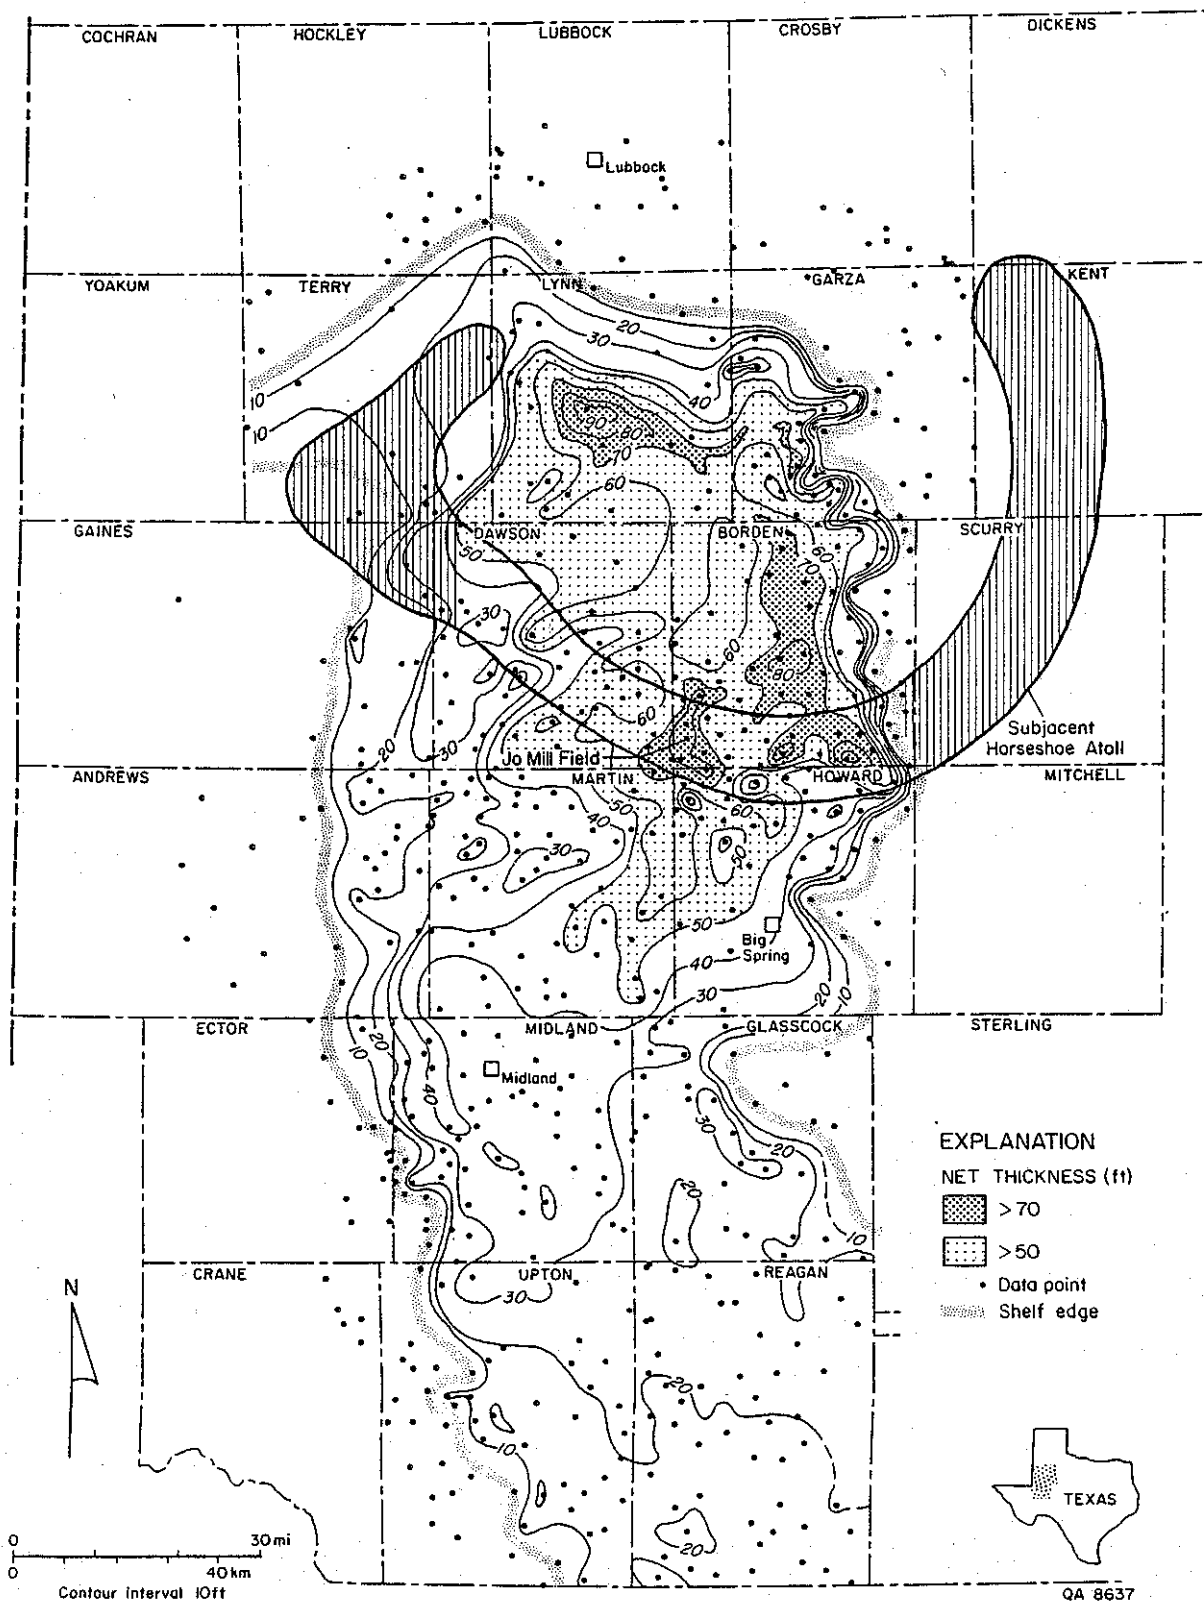 COCHRAN
HOCKLEY
LUBBOCK
CROSBY
DICKENS
Lubbock
YOAKUM
TERRY
LYNN
GARZA
KENT
20
30
10
10
40
90
80
70
60
GAINES
DAWSON
BORDEN
SCURRY
50
60
70
30
60
80
20
30
60
Jo Mill Field
Subjacent
Horseshoe Atoll
ANDREWS
MARTIN
HOWARD
MITCHELL
50
40
60
30
50
50
Big
Spring
40
30
20
10
ECTOR
MIDLAND
GLASSCOCK
STERLING
10
20
40
Midland
30
20
20
10
EXPLANATION
NET THICKNESS (ft)
>70
>50
Data point
Shelf edge
N
CRANE
UPTON
REAGAN
30
20
10
20
TEXAS
0 30 mi
0 40 km
Contour interval 10ft
QA 8637